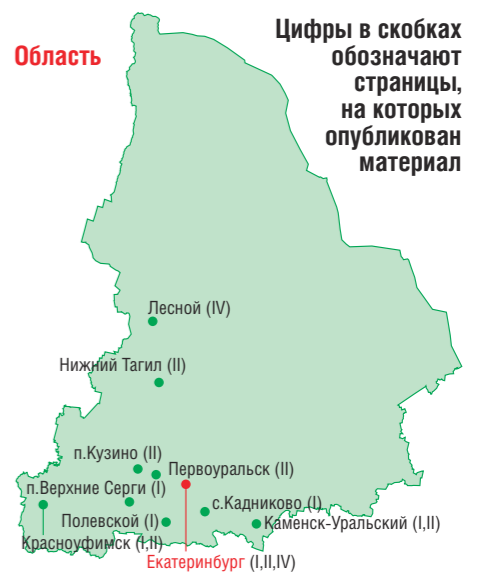 Область
Цифры в скобках
обозначают
страницы,
на которых
опубликован
материал
Лесной (IV)
Нижний Тагил (II)
п.Кузино (II)
Первоуральск (II)
п.Верхние Серги (I)
с.Кадниково (I)
Полевской (I)
Каменск-Уральский (I,II)
Красноуфимск (I,II)
Екатеринбург (I,II,IV)